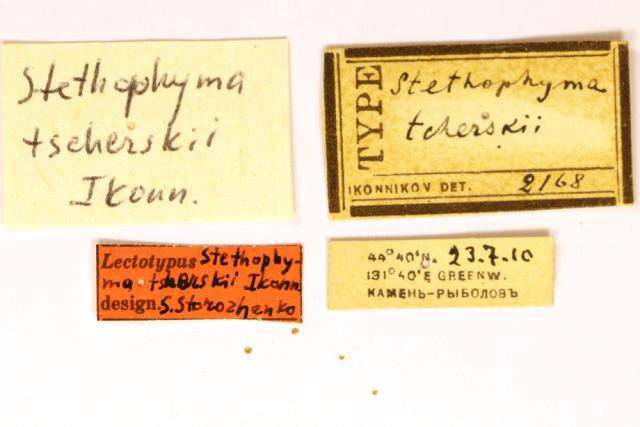 Stethophyma
tscherskii
Ikonn.
TYPE
Stethophyma
tcherskii
IKONNIKOV DET. 2168
Lectotypus Stethophy-
ma tscherskii Ikonn.
design. S. Storozhenko
44°40'N. 23.7.10
131°40'E GREENW.
КАМЕНЬ-РЫБОЛОВЪ